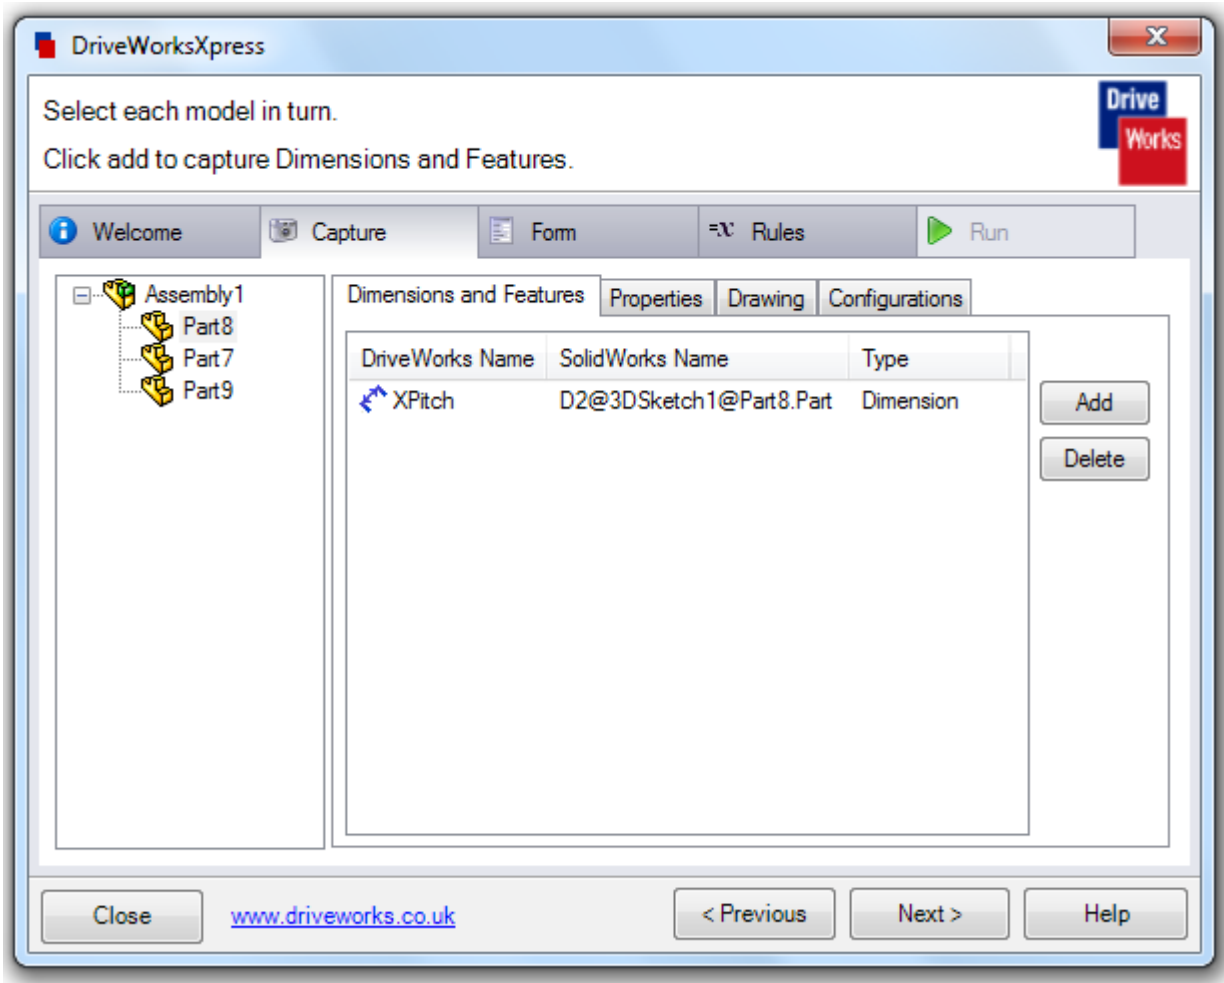 DriveWorksXpress
Select each model in turn.
Click add to capture Dimensions and Features.
Drive
Works
Welcome Capture Form =x Rules Run
Assembly1
Part8
Part7
Part9
Dimensions and Features Properties Drawing Configurations
DriveWorks Name SolidWorks Name Type
XPitch D2@3DSketch1@Part8.Part Dimension
Add
Delete
Close www.driveworks.co.uk < Previous Next > Help